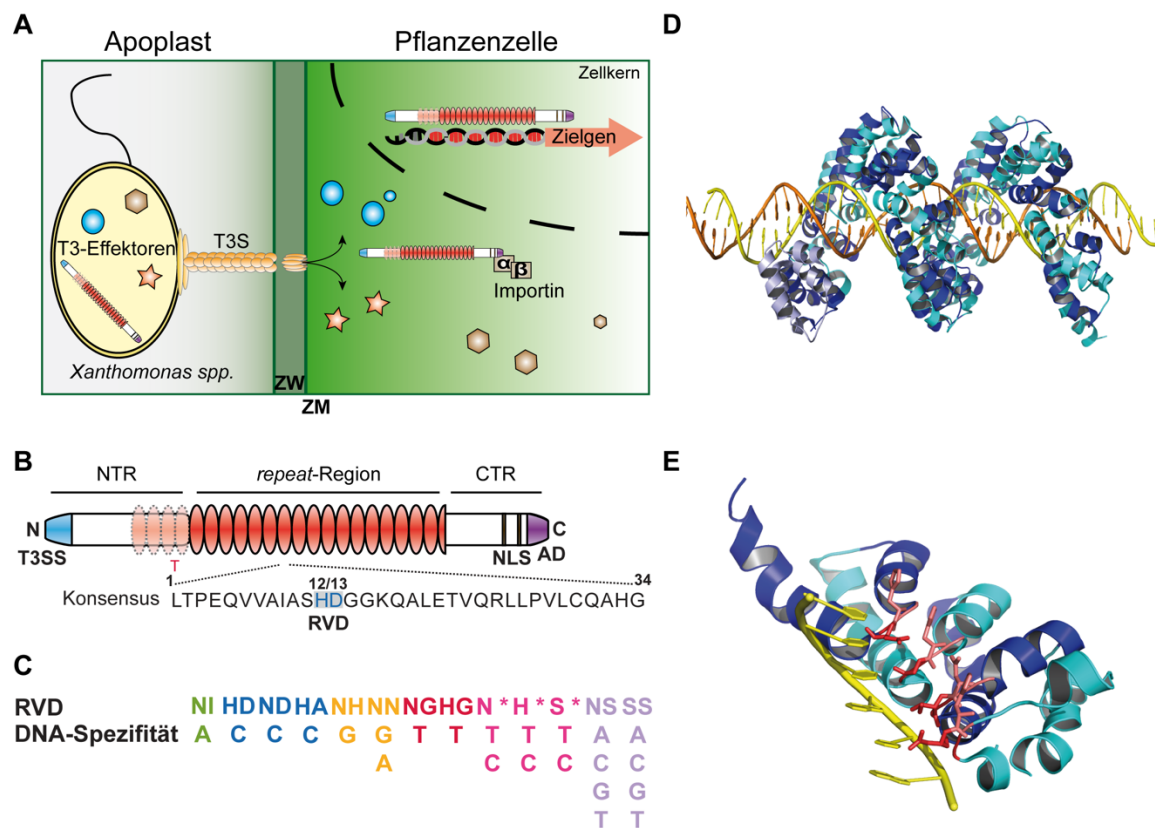 A
Apoplast
Pflanzenzelle
Zellkern
Zielgen
T3-Effektoren
T3S
α
β
Importin
Xanthomonas spp.
ZW
ZM
B
NTR
repeat-Region
CTR
N
C
T3SS
NLS
AD
T
1
12/13
34
Konsensus LTPEQVVAIASHDGGKQALETVQRLLPVLCQAHG
RVD
C
RVD NI HD ND HA NH NN NG HG N* H* S* NS SS
DNA-Spezifität A C C C G G T T T T T A A
A C C C C C
G G
T T
D
E